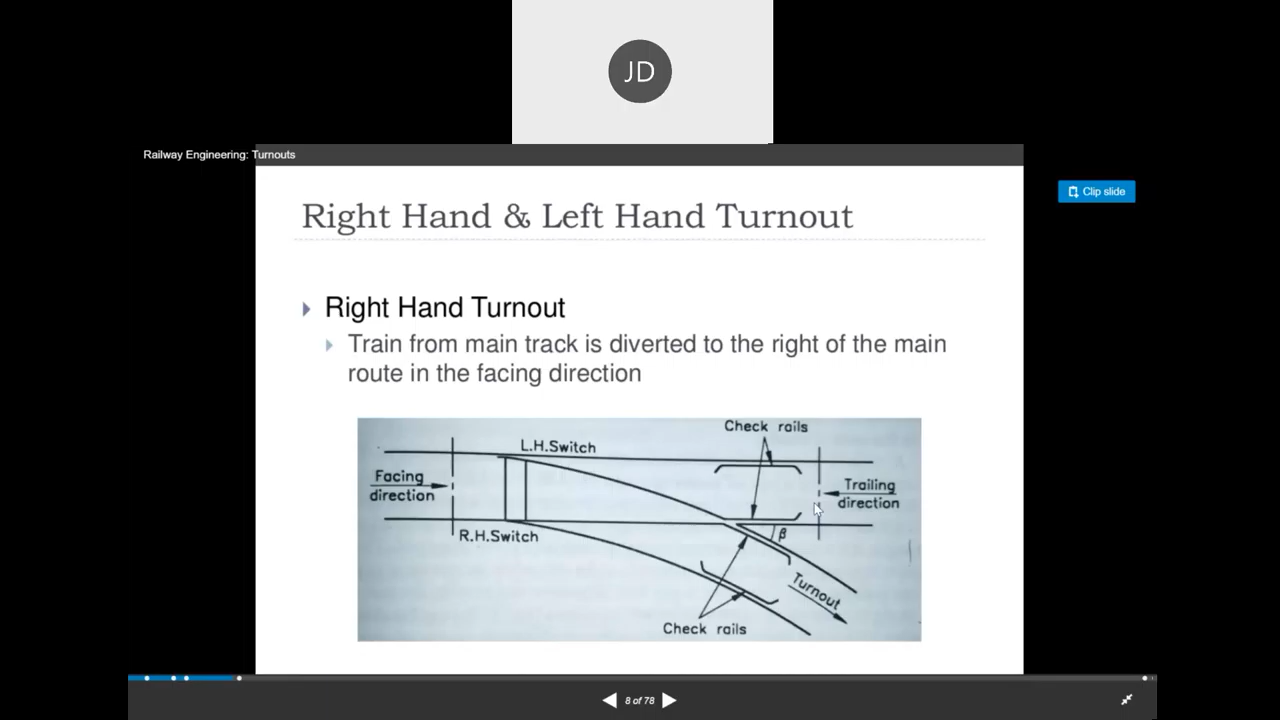 JD
Railway Engineering: Turnouts
Clip slide
Right Hand & Left Hand Turnout
Right Hand Turnout
Train from main track is diverted to the right of the main
route in the facing direction
Check rails
L.H.Switch
Facing
direction
Trailing
direction
R.H.Switch
β
Turnout
Check rails
8 of 78